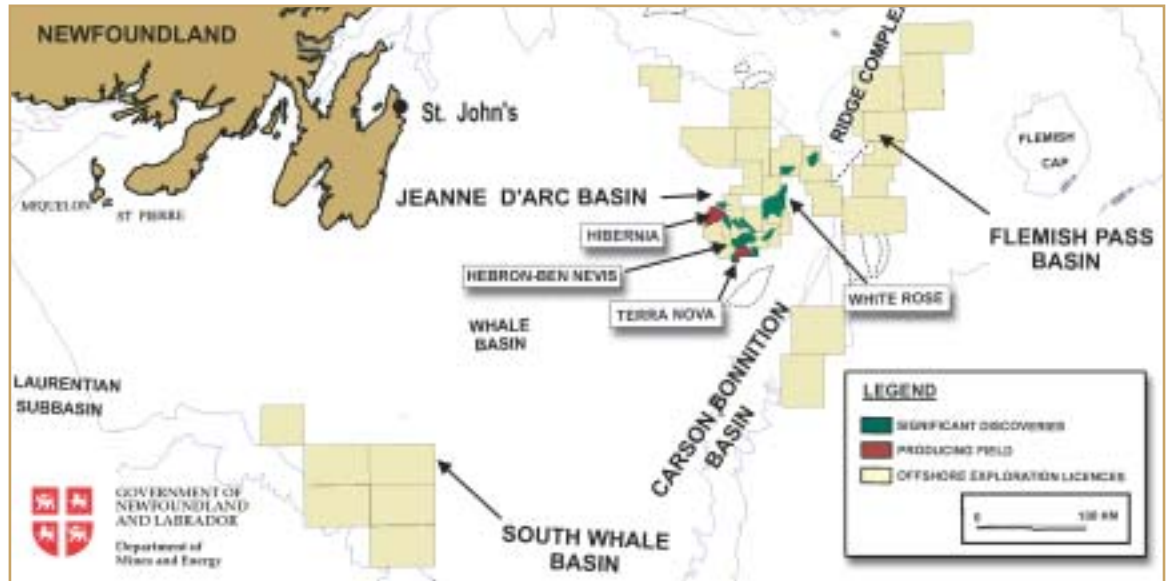 NEWFOUNDLAND
St. John's
RIDGE COMPLEX
FLEMISH
CAP
MIQUELON
ST PIERRE
JEANNE D'ARC BASIN
HIBERNIA
FLEMISH PASS
BASIN
HEBRON-BEN NEVIS
WHITE ROSE
TERRA NOVA
WHALE
BASIN
CARSON BONNITION
BASIN
LAURENTIAN
SUBBASIN
LEGEND
SIGNIFICANT DISCOVERIES
PRODUCING FIELD
OFFSHORE EXPLORATION LICENCES
0 100 KM
GOVERNMENT OF
NEWFOUNDLAND
AND LABRADOR
Department of
Mines and Energy
SOUTH WHALE
BASIN